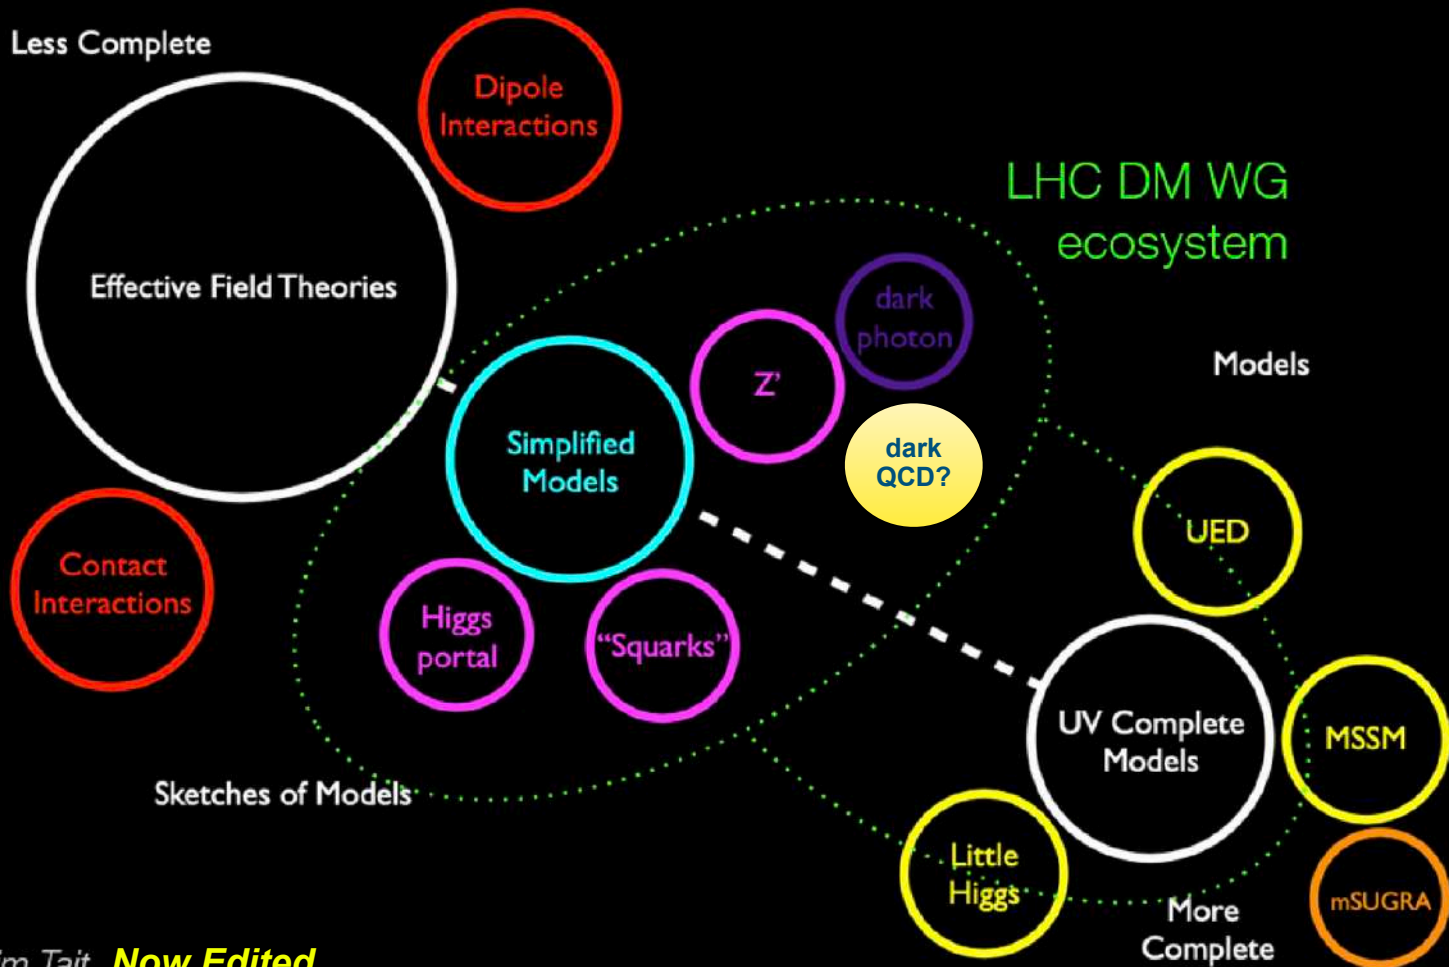 Less Complete
Dipole
Interactions
LHC DM WG
ecosystem
Effective Field Theories
dark
photon
Z’
Models
dark
QCD?
Simplified
Models
UED
Contact
Interactions
Higgs
portal
“Squarks”
UV Complete
Models
MSSM
Sketches of Models
Little
Higgs
mSUGRA
More
Complete
Tait Now Edited